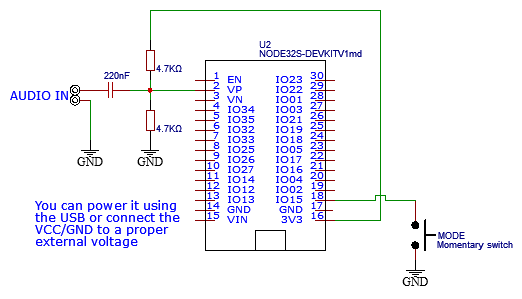 U2
NODE32S-DEVKITV1md
4.7KΩ
220nF
AUDIO IN
4.7KΩ
GND
GND
1 EN IO23 30
2 VP IO22 29
3 VN IO01 28
4 IO34 IO03 27
5 IO35 IO21 26
6 IO32 IO19 25
7 IO33 IO18 24
8 IO25 IO05 23
9 IO26 IO17 22
10 IO27 IO16 21
11 IO14 IO04 20
12 IO12 IO02 19
13 IO13 IO15 18
14 GND GND 17
15 VIN 3V3 16
You can power it using
the USB or connect the
VCC/GND to a proper
external voltage
MODE
Momentary switch
GND